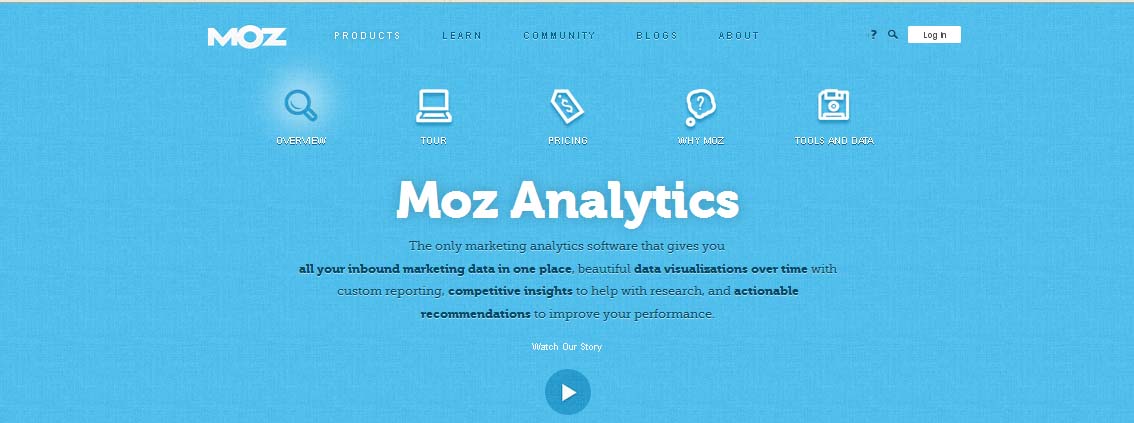 MOZ
PRODUCTS LEARN COMMUNITY BLOGS ABOUT ? Log in
$ ?
OVERVIEW TOUR PRICING WHY MOZ TOOLS AND DATA
Moz Analytics
The only marketing analytics software that gives you
all your inbound marketing data in one place, beautiful data visualizations over time with
custom reporting, competitive insights to help with research, and actionable
recommendations to improve your performance.
Watch Our Story